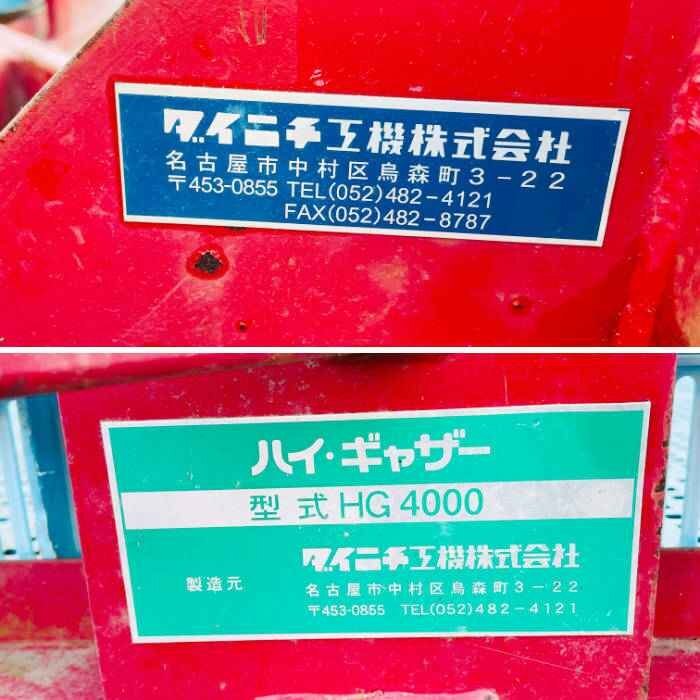 ダイニチ工機株式会社
名古屋市中村区烏森町3-22
〒453-0855 TEL(052)482-4121
FAX(052)482-8787
ハイ・ギャザー
型式 HG 4000
製造元
ダイニチ工機株式会社
名古屋市中村区烏森町3-22
〒453-0855 TEL(052)482-4121